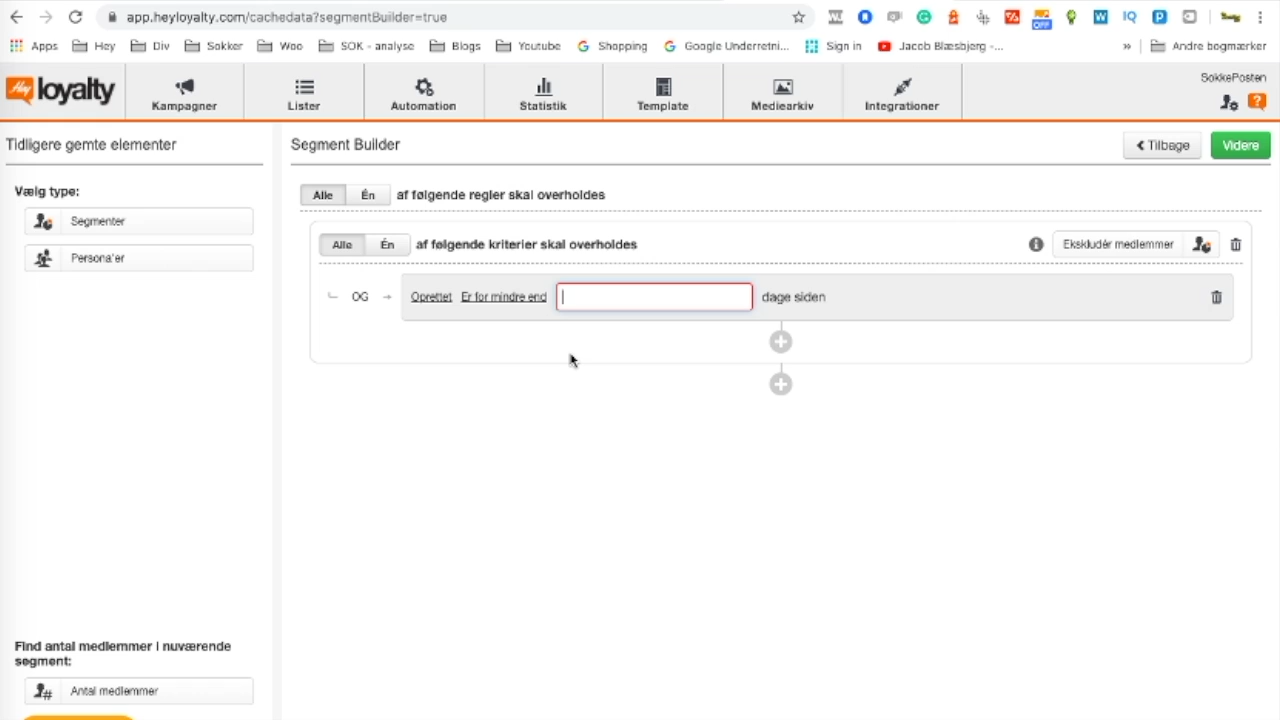 app.heyloyalty.com/cachedata?segmentBuilder=true
Apps Hey Div Sokker Woo SOK - analyse Blogs Youtube Shopping Google Underretni... Sign in Jacob Blæsbjerg -... » Andre bogmærker
Hey loyalty
Kampagner Lister Automation Statistik Template Mediearkiv Integrationer
SokkePosten
Tidligere gemte elementer
Segment Builder
Tilbage
Videre
Vælg type:
Segmenter
Persona'er
Alle Én af følgende regler skal overholdes
Alle Én af følgende kriterier skal overholdes
Ekskludér medlemmer
OG Oprettet Er for mindre end dage siden
Find antal medlemmer i nuværende
segment:
Antal medlemmer